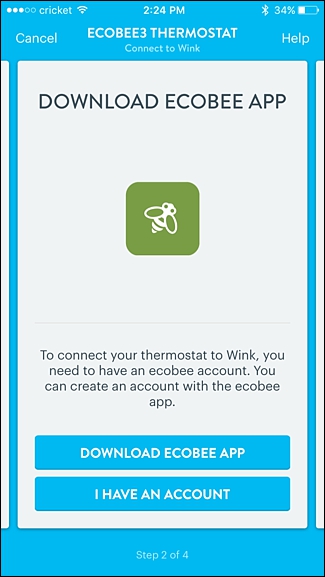 cricket 2:24 PM 34%
Cancel ECOBEE3 THERMOSTAT Help
Connect to Wink
DOWNLOAD ECOBEE APP
To connect your thermostat to Wink, you
need to have an ecobee account. You
can create an account with the ecobee
app.
DOWNLOAD ECOBEE APP
I HAVE AN ACCOUNT
Step 2 of 4